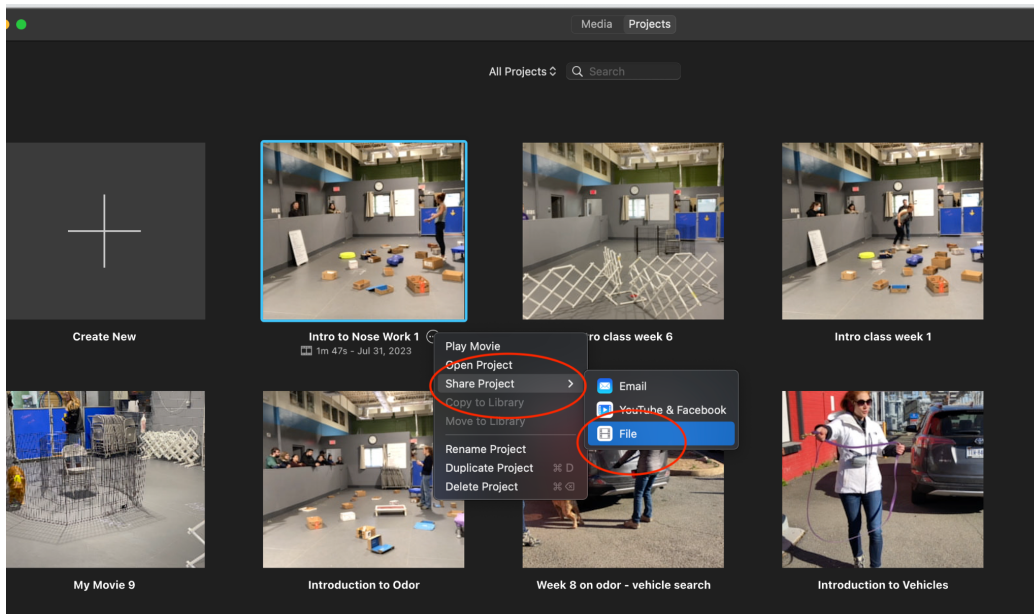 Media Projects
All Projects Search
Create New
Intro to Nose Work 1
1m 47s - Jul 31, 2023
ro class week 6
Intro class week 1
Play Movie
Open Project
Share Project
Copy to Library
Move to Library
Rename Project
Duplicate Project ⌘ D
Delete Project ⌘ ⌫
Email
YouTube & Facebook
File
My Movie 9
Introduction to Odor
Week 8 on odor - vehicle search
Introduction to Vehicles